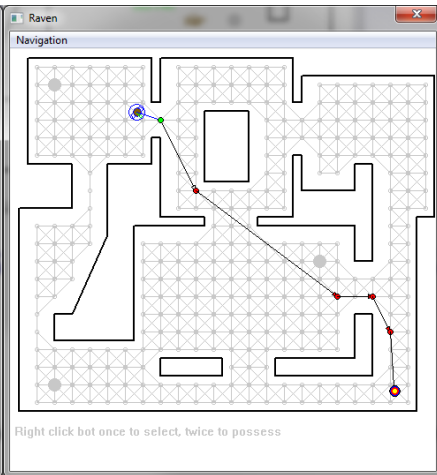 Raven
Navigation
Right click bot once to select, twice to possess